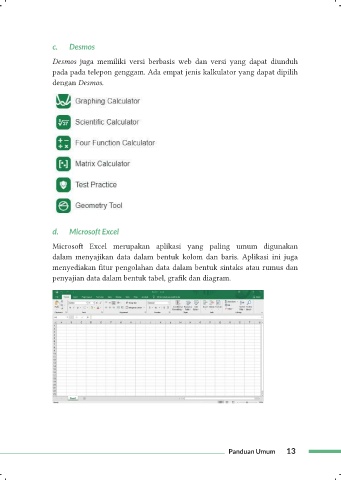 c. Desmos
Desmos juga memiliki versi berbasis web dan versi yang dapat diunduh
pada pada telepon genggam. Ada empat jenis kalkulator yang dapat dipilih
dengan Desmos.
Graphing Calculator
Scientific Calculator
Four Function Calculator
Matrix Calculator
Test Practice
Geometry Tool
d. Microsoft Excel
Microsoft Excel merupakan aplikasi yang paling umum digunakan
dalam menyajikan data dalam bentuk kolom dan baris. Aplikasi ini juga
menyediakan fitur pengolahan data dalam bentuk sintaks atau rumus dan
penyajian data dalam bentuk tabel, grafik dan diagram.
Panduan Umum 13